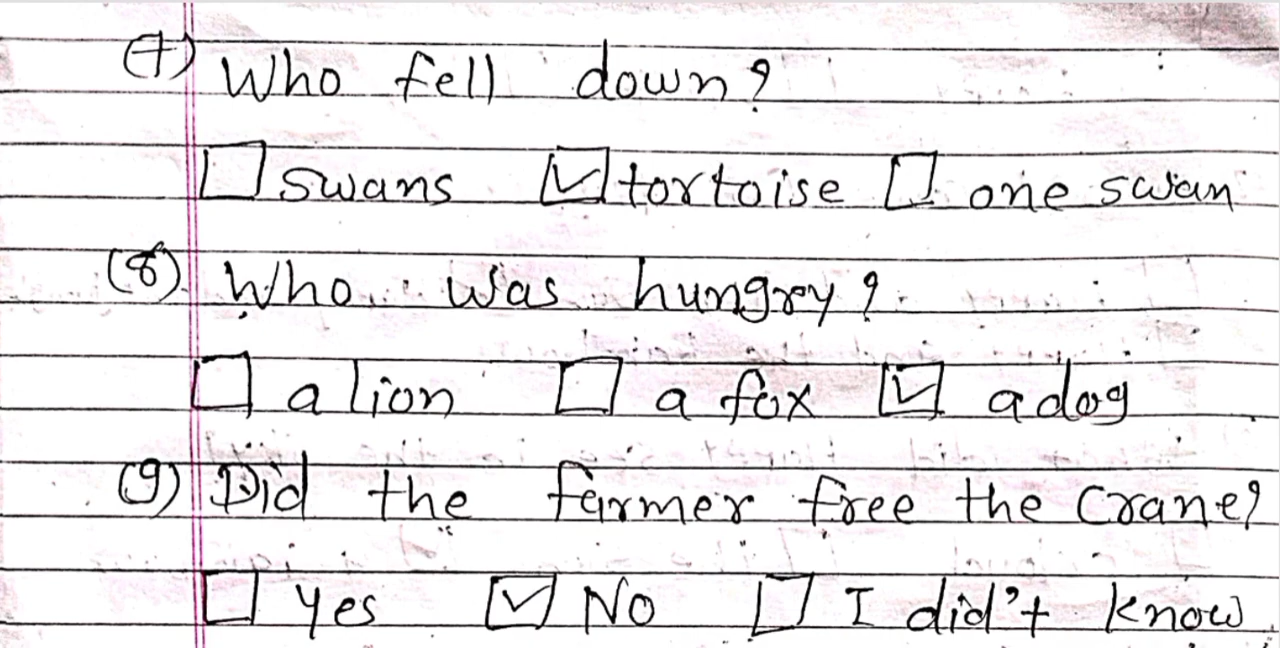 (7) Who fell down?
☐ swans ☑ tortoise ☐ one swan
(8) Who was hungrey?
☐ a lion ☐ a fox ☑ a dog
(9) Did the farmer free the crane?
☐ Yes ☑ No ☐ I did't know